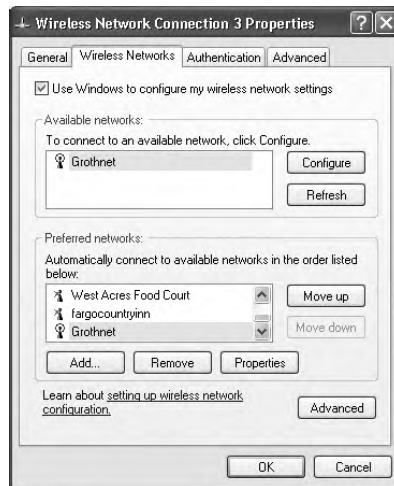 Wireless Network Connection 3 Properties
General Wireless Networks Authentication Advanced
Use Windows to configure my wireless network settings
Available networks:
To connect to an available network, click Configure.
Grothnet
Configure
Refresh
Preferred networks:
Automatically connect to available networks in the order listed
below:
West Acres Food Court
fargocountryinn
Grothnet
Move up
Move down
Add... Remove Properties
Learn about setting up wireless network
configuration.
Advanced
OK Cancel